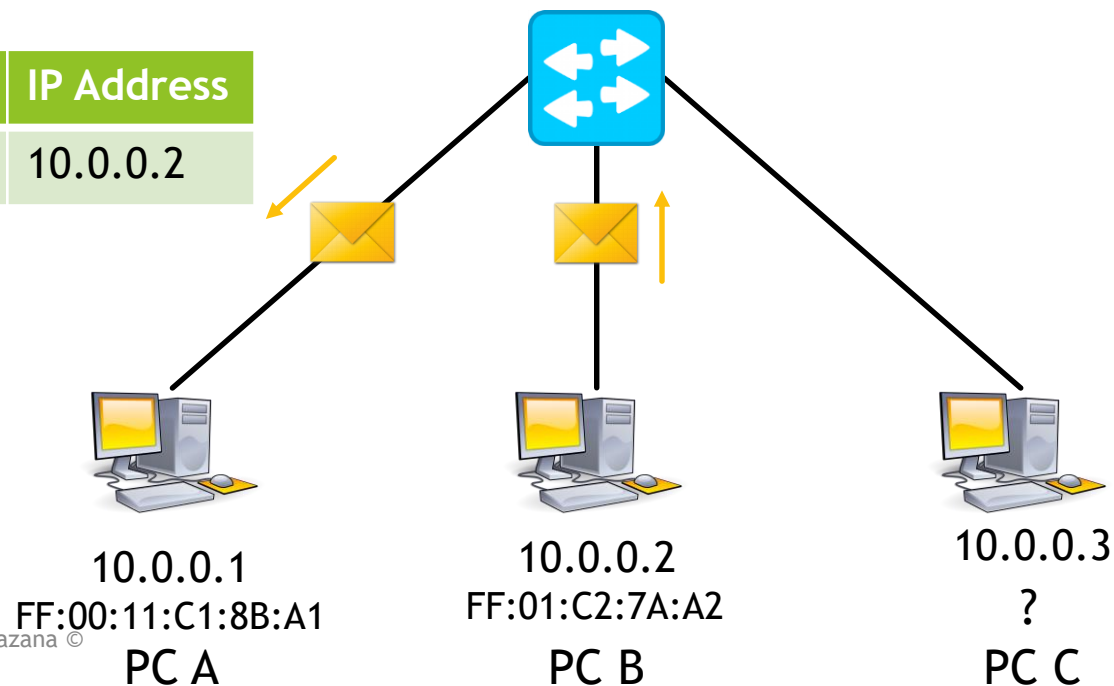 IP Address
10.0.0.2
10.0.0.1
FF:00:11:C1:8B:A1
PC A
10.0.0.2
FF:01:C2:7A:A2
PC B
10.0.0.3
?
PC C
azana ©